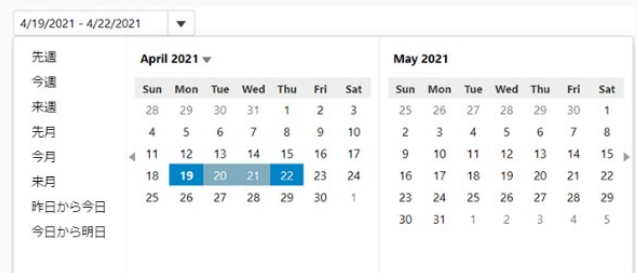 4/19/2021 - 4/22/2021
先週
今週
来週
先月
今月
来月
昨日から今日
今日から明日
April 2021
Sun Mon Tue Wed Thu Fri Sat
28 29 30 31 1 2 3
4 5 6 7 8 9 10
11 12 13 14 15 16 17
18 19 20 21 22 23 24
25 26 27 28 29 30 1
May 2021
Sun Mon Tue Wed Thu Fri Sat
25 26 27 28 29 30 1
2 3 4 5 6 7 8
9 10 11 12 13 14 15
16 17 18 19 20 21 22
23 24 25 26 27 28 29
30 31 1 2 3 4 5